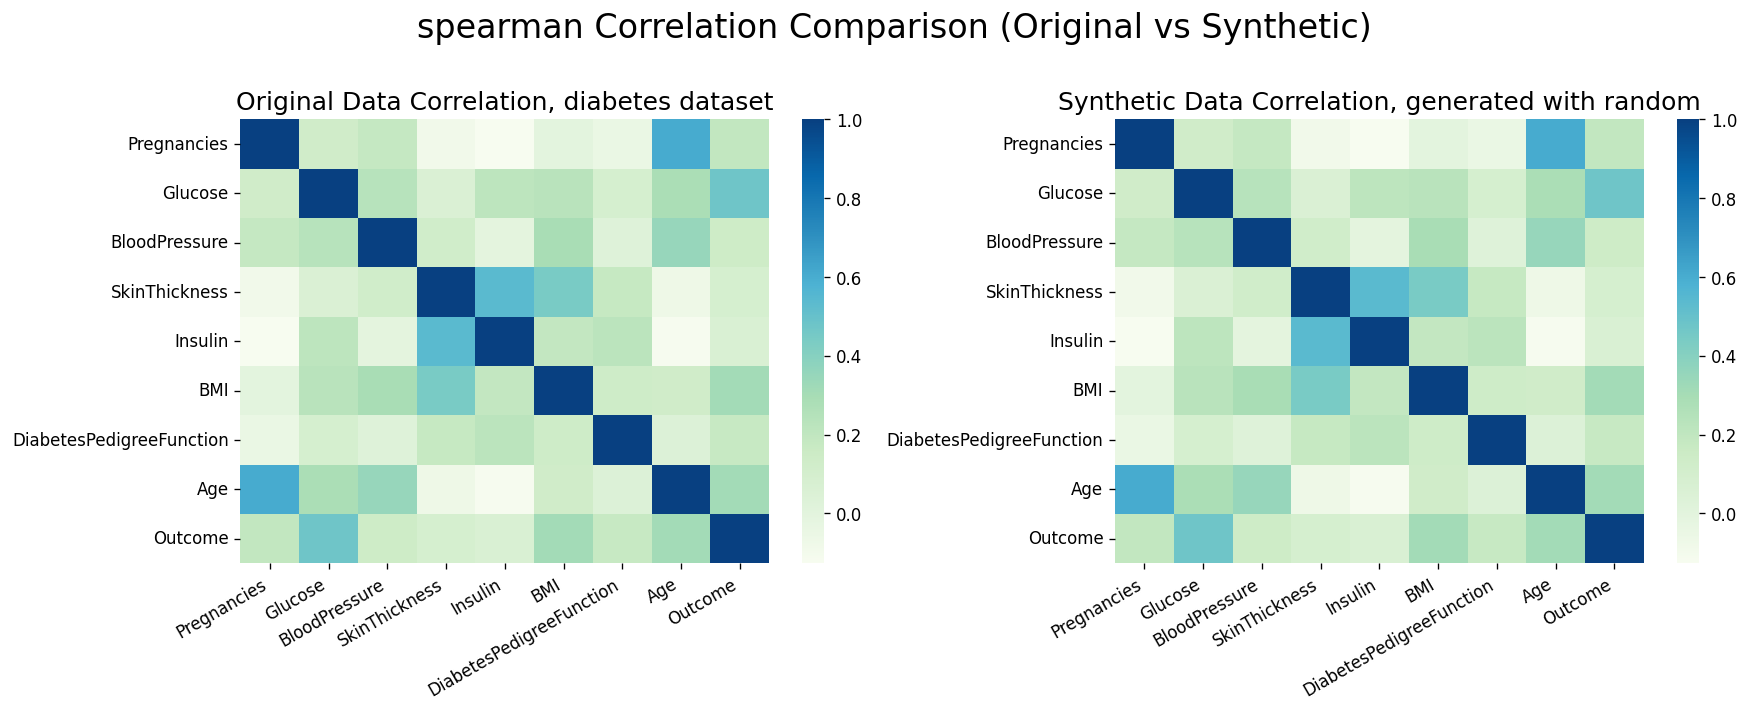 spearman Correlation Comparison (Original vs Synthetic)
Original Data Correlation, diabetes dataset
Pregnancies
Glucose
BloodPressure
SkinThickness
Insulin
BMI
DiabetesPedigreeFunction
Age
Outcome
Pregnancies
Glucose
BloodPressure
SkinThickness
Insulin
BMI
DiabetesPedigreeFunction
Age
Outcome
1.0
0.8
0.6
0.4
0.2
0.0
Synthetic Data Correlation, generated with random
Pregnancies
Glucose
BloodPressure
SkinThickness
Insulin
BMI
DiabetesPedigreeFunction
Age
Outcome
Pregnancies
Glucose
BloodPressure
SkinThickness
Insulin
BMI
DiabetesPedigreeFunction
Age
Outcome
1.0
0.8
0.6
0.4
0.2
0.0